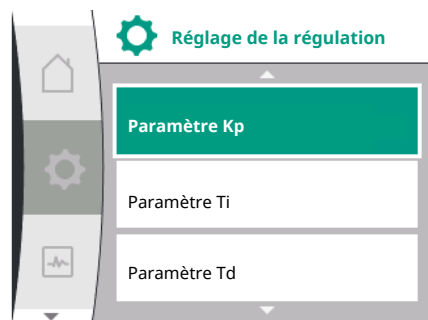 Réglage de la régulation
Paramètre Kp
Paramètre Ti
Paramètre Td